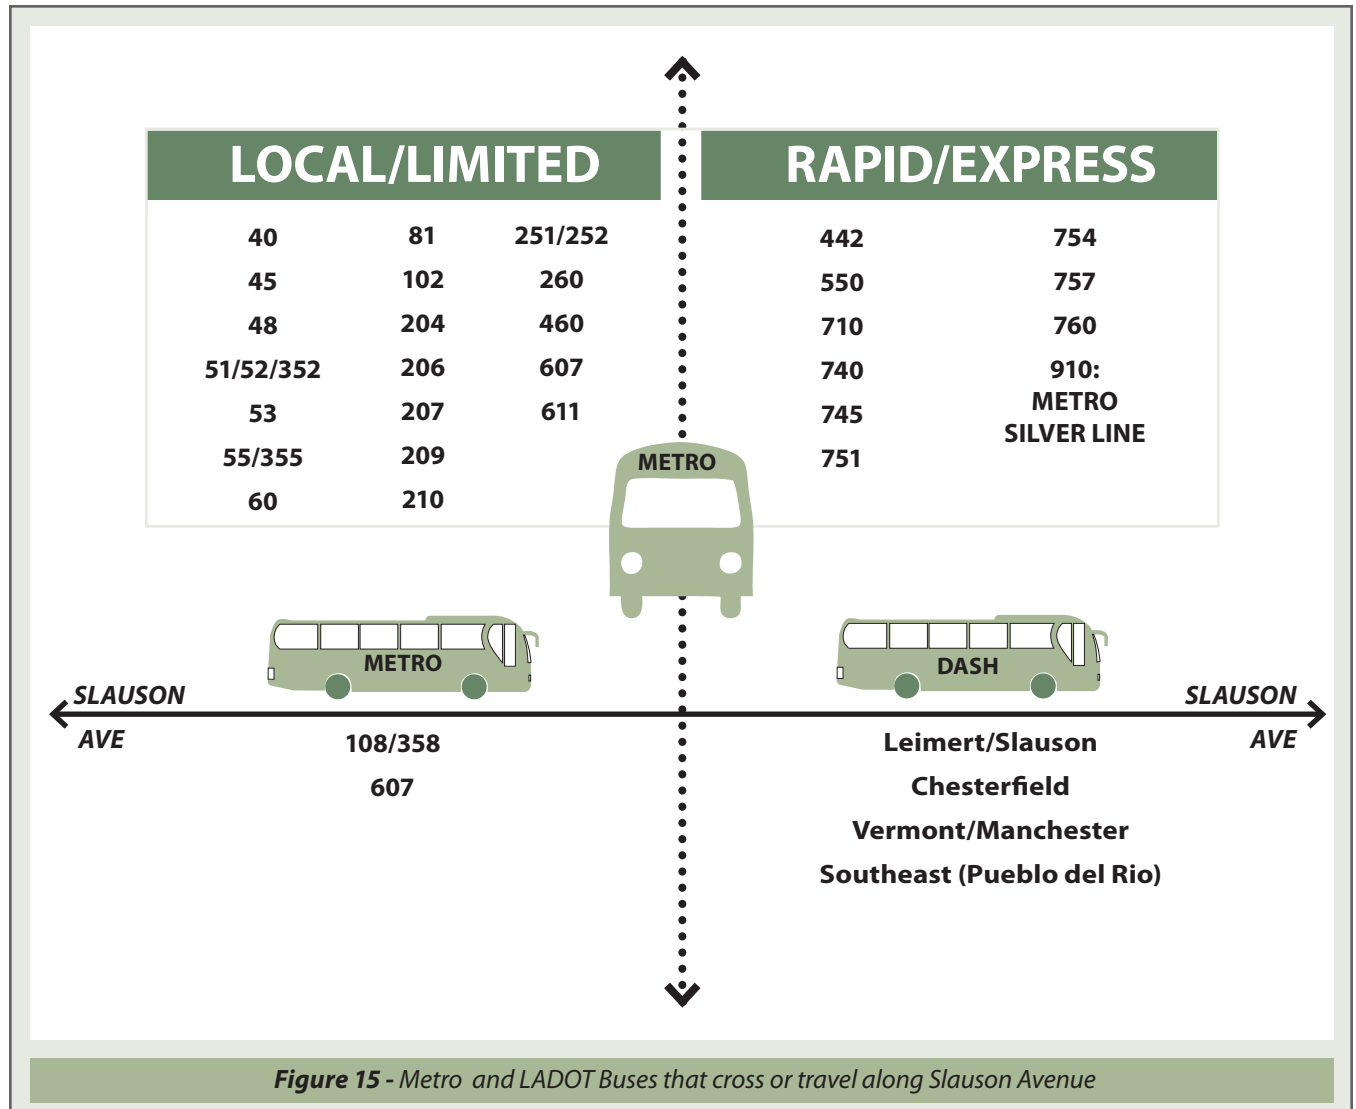 LOCAL/LIMITED
40
45
48
51/52/352
53
55/355
60
81
102
204
206
207
209
210
251/252
260
460
607
611
RAPID/EXPRESS
442
550
710
740
745
751
754
757
760
910:
METRO
SILVER LINE
METRO
METRO
DASH
SLAUSON
AVE
SLAUSON
AVE
108/358
607
Leimert/Slauson
Chesterfield
Vermont/Manchester
Southeast (Pueblo del Rio)
Figure 15 - Metro and LADOT Buses that cross or travel along Slauson Avenue